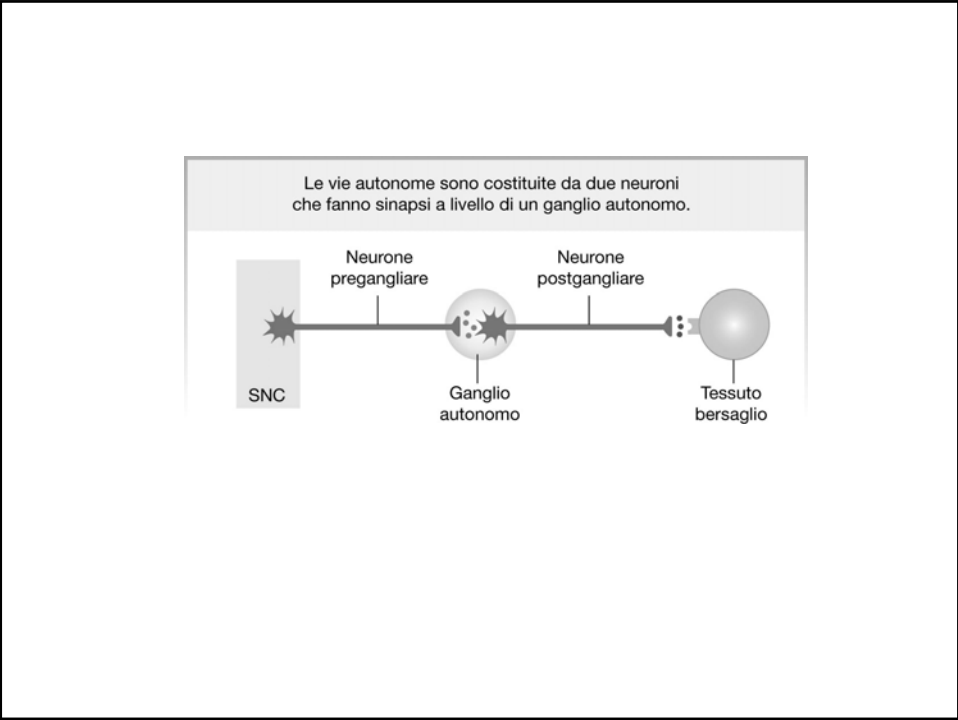 Le vie autonome sono costituite da due neuroni
che fanno sinapsi a livello di un ganglio autonomo.
Neurone
pregangliare
Neurone
postgangliare
SNC
Ganglio
autonomo
Tessuto
bersaglio